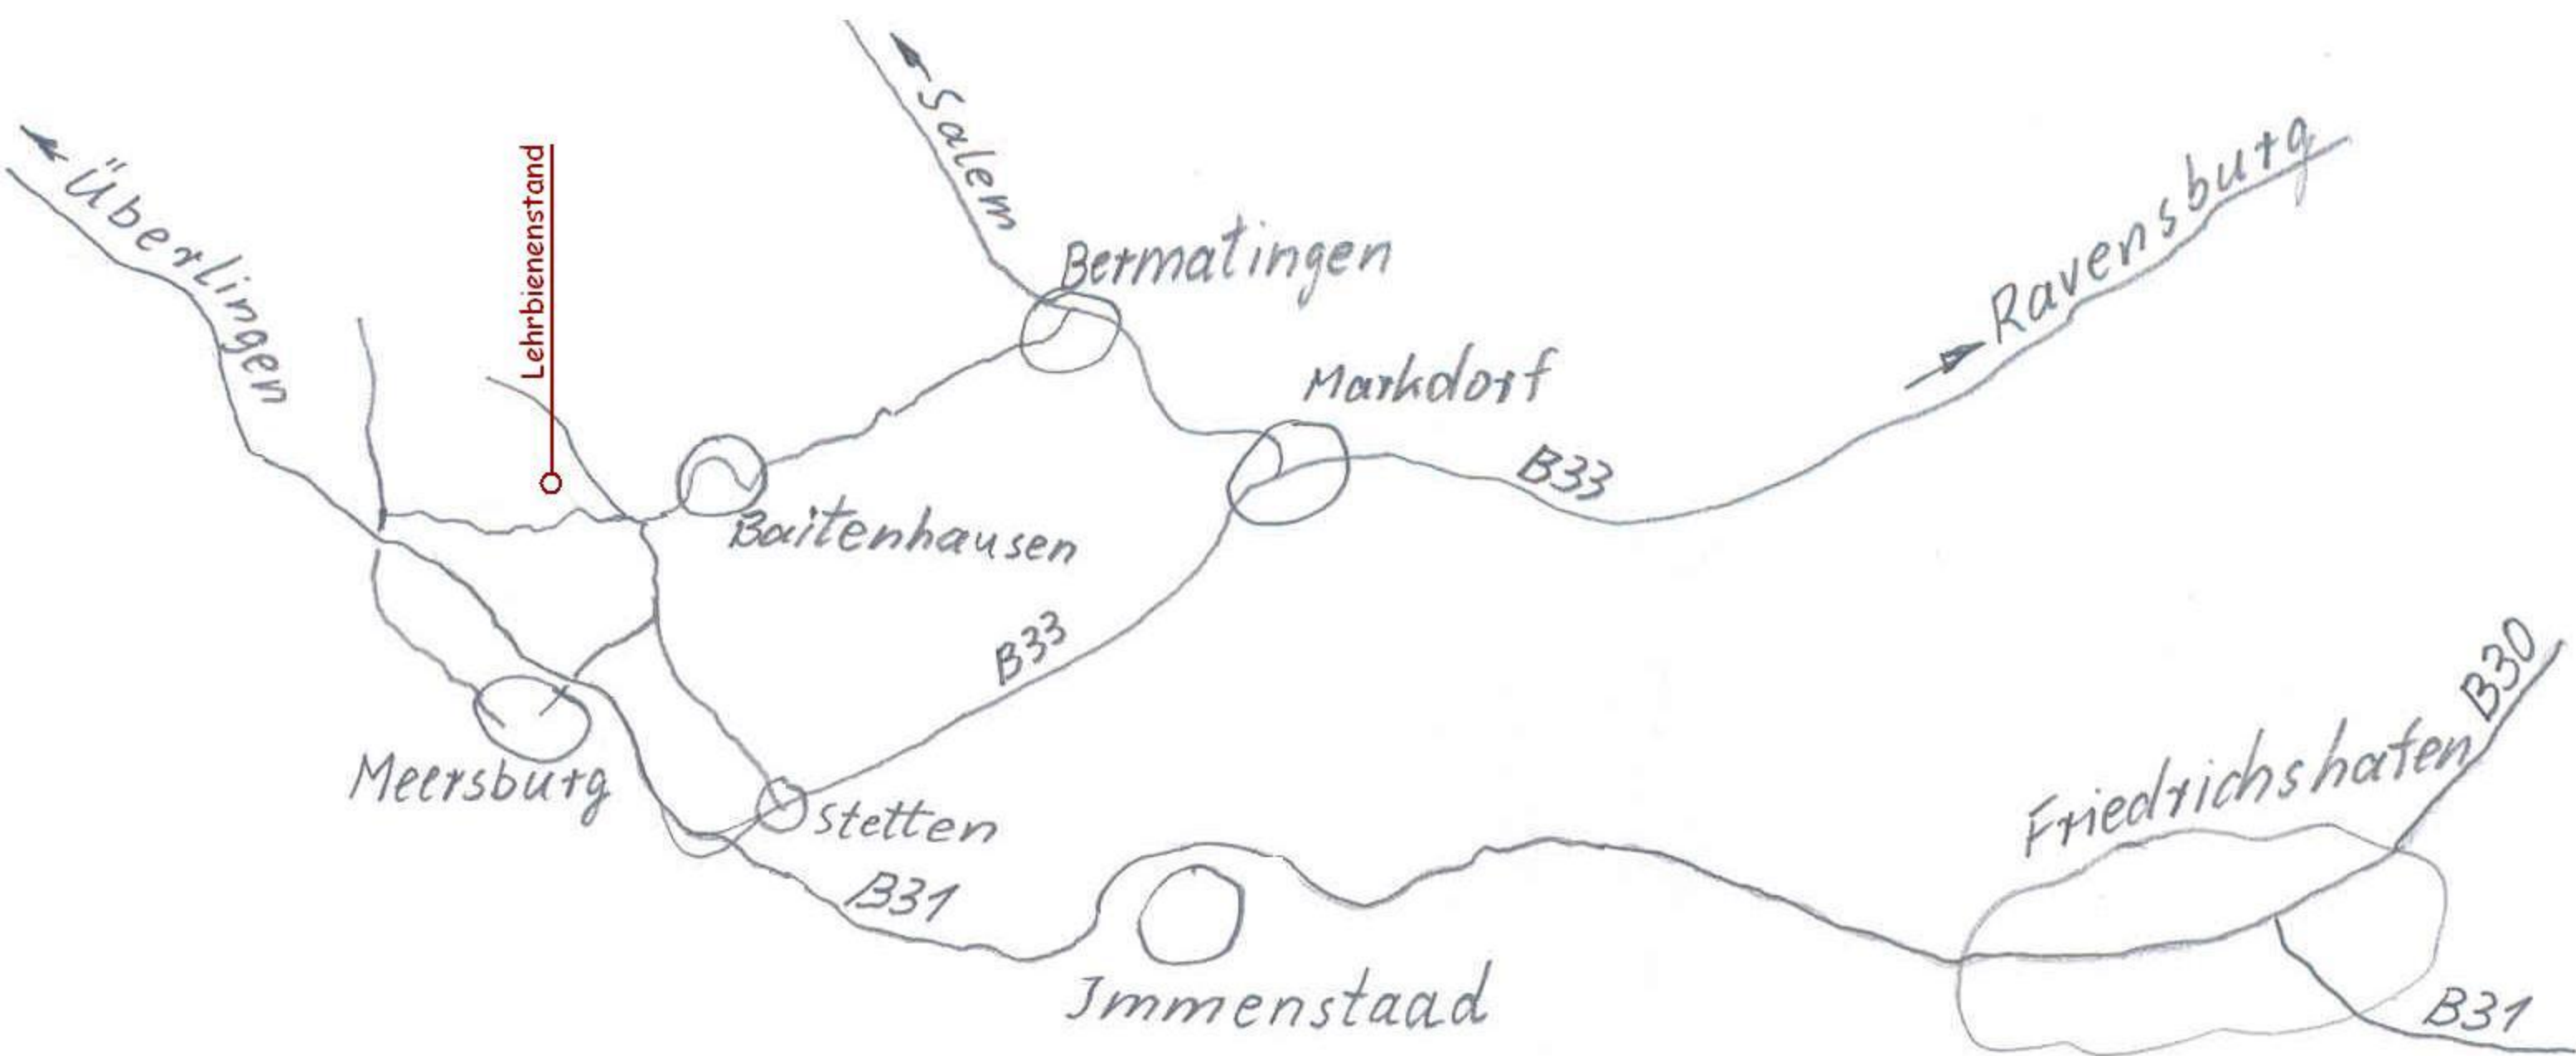 Salem
Überlingen
Lehrbienenstand
Ravensburg
Bermatingen
Markdorf
B33
Baitenhausen
B33
B30
Meersburg
Friedrichshafen
Stetten
B31
Immenstaad
B31